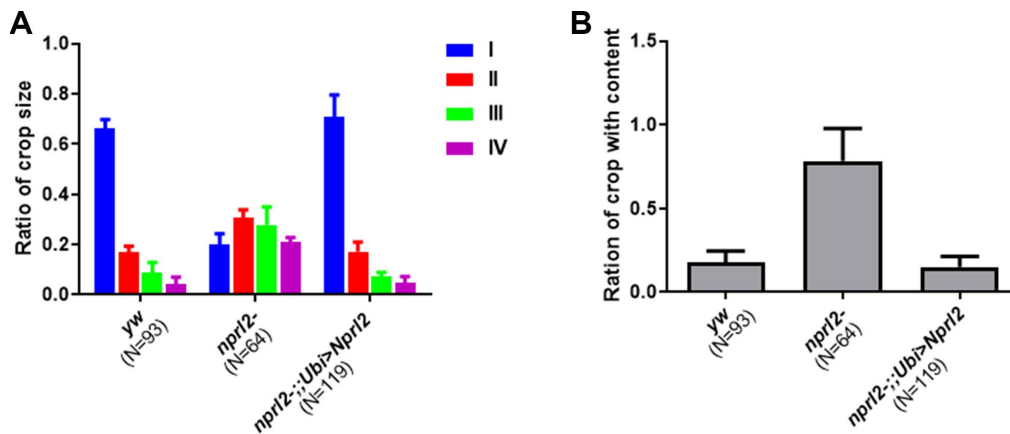 A
Ratio of crop size
1.0
0.8
0.6
0.4
0.2
0.0
I
II
III
IV
yw
(N=93)
nprl2-
(N=64)
nprl2-;;Ubi>Nprl2
(N=119)
B
Ration of crop with content
1.5
1.0
0.5
0.0
yw
(N=93)
nprl2-
(N=64)
nprl2-;;Ubi>Nprl2
(N=119)